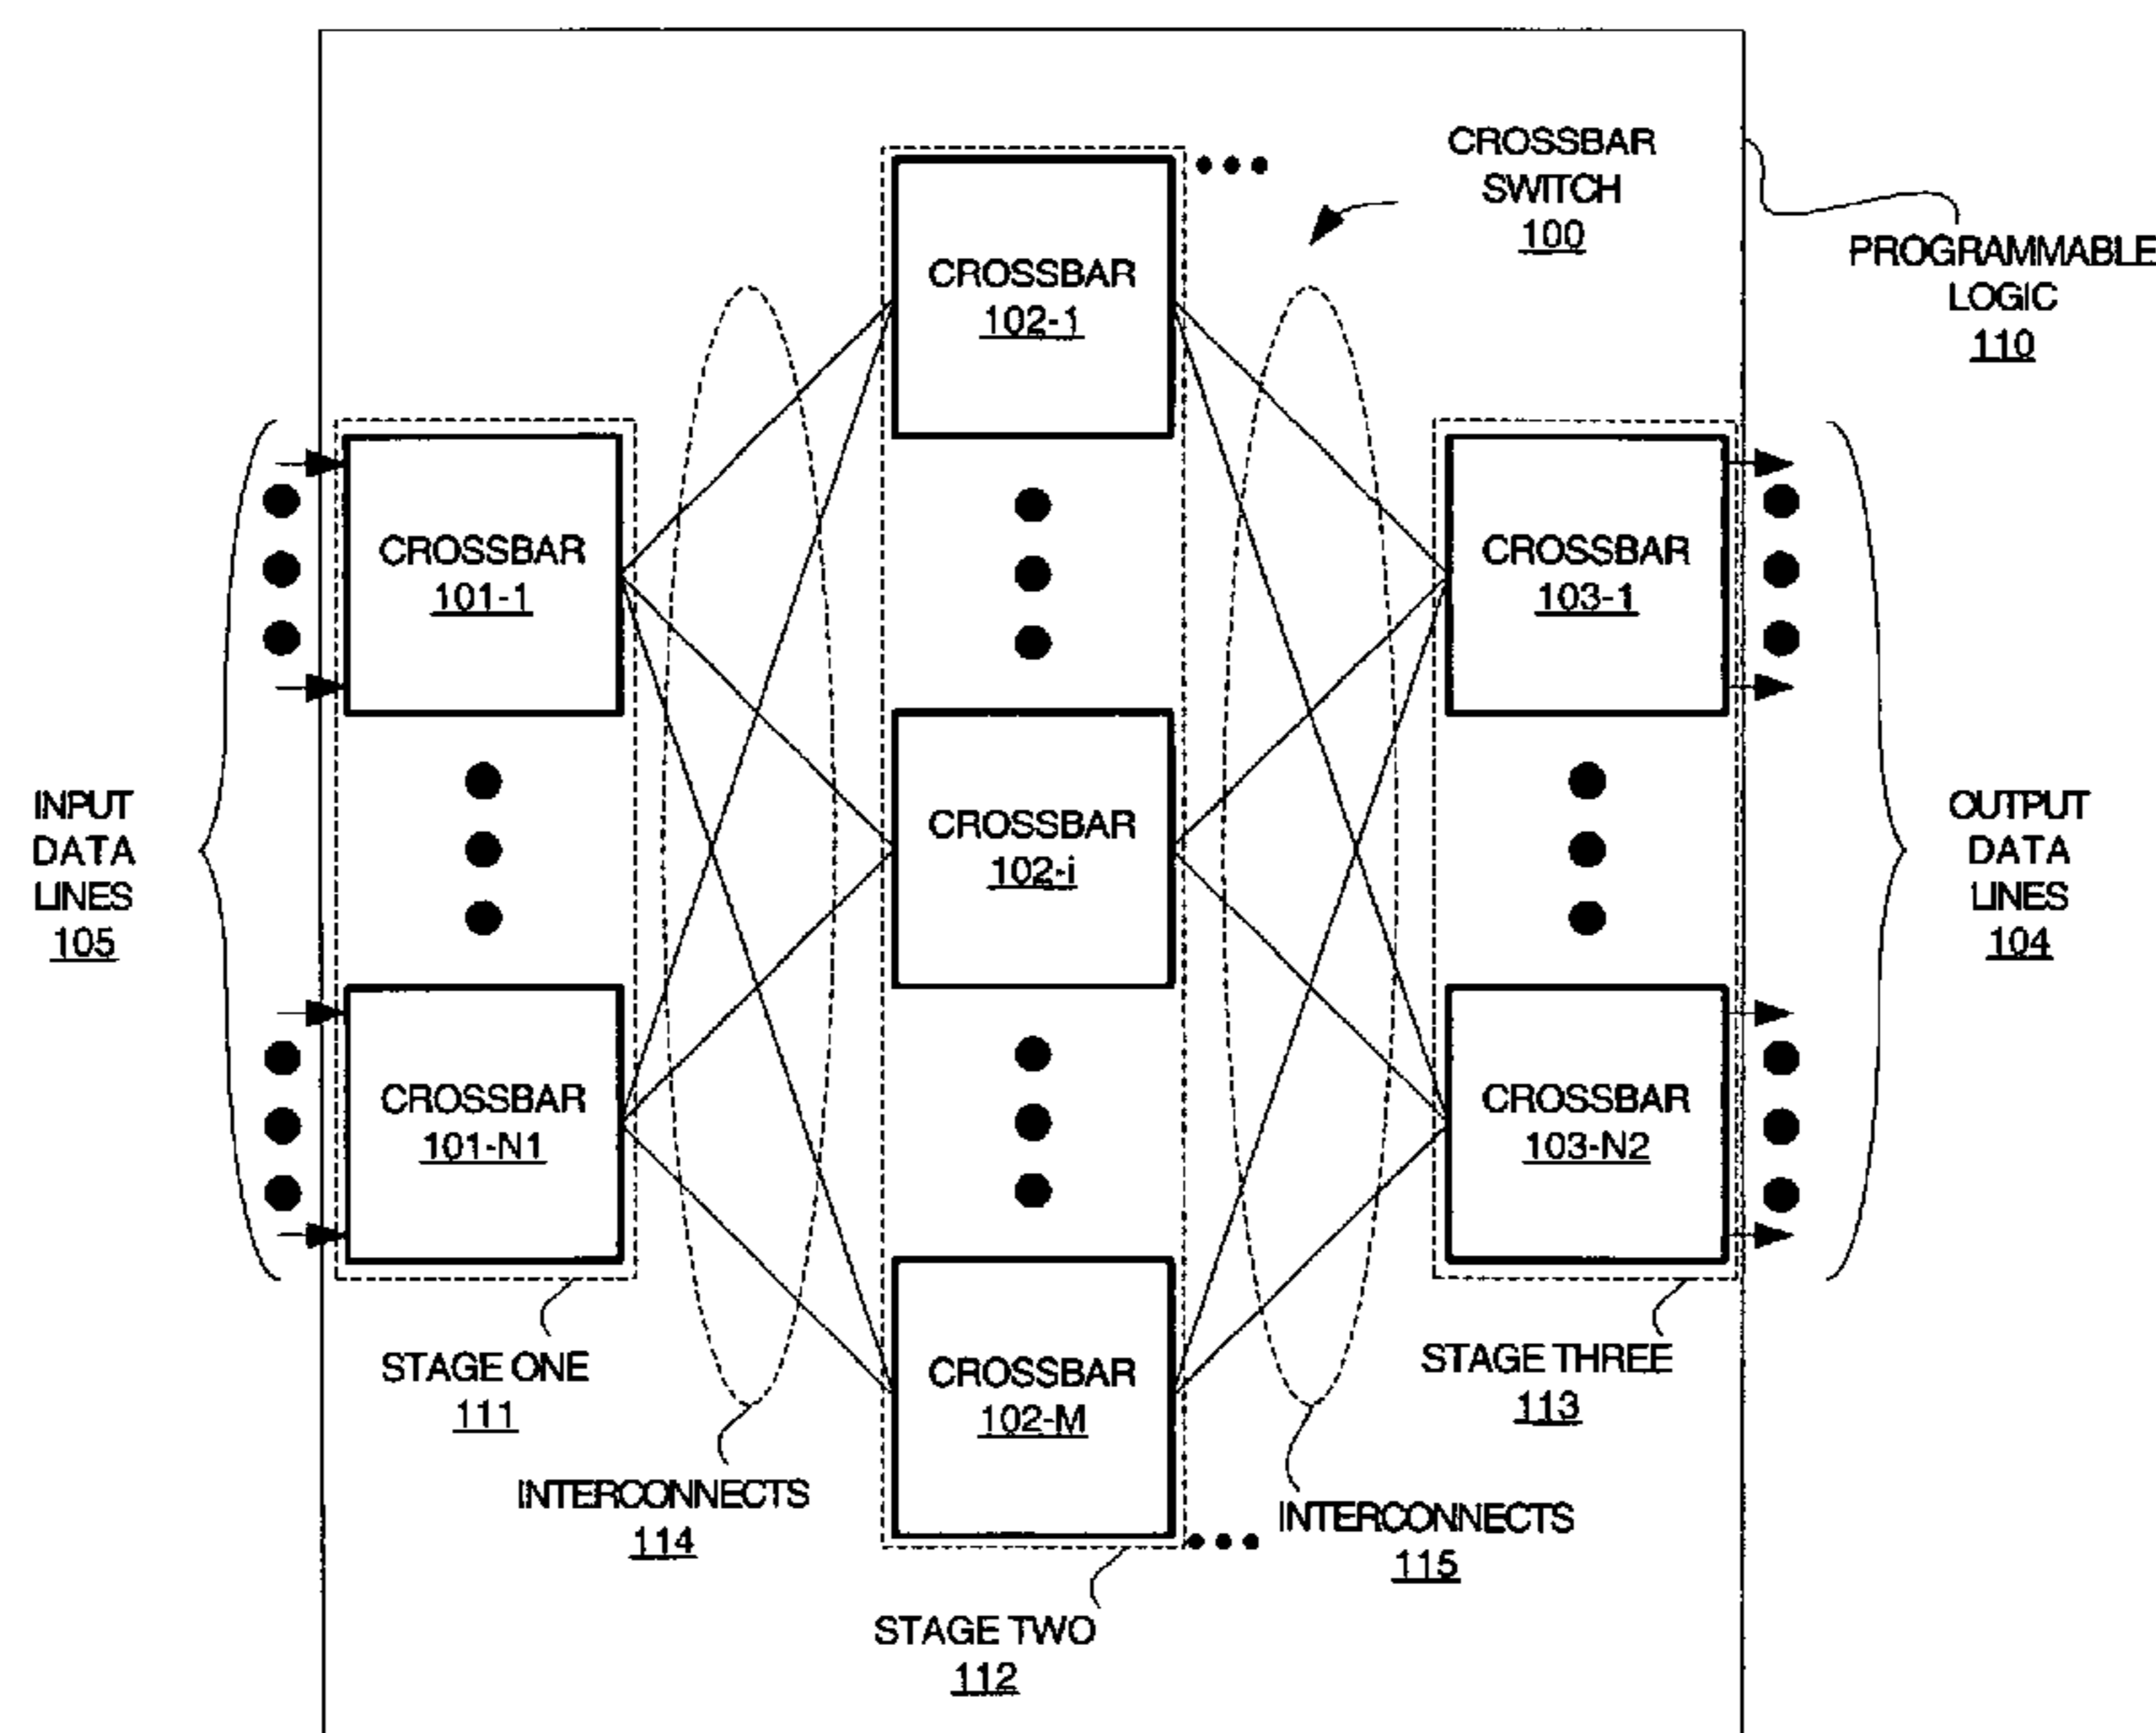 CROSSBAR
SWITCH
100
PROGRAMMABLE
LOGIC
110
CROSSBAR
102-1
CROSSBAR
101-1
CROSSBAR
103-1
INPUT
DATA
LINES
105
CROSSBAR
102-i
OUTPUT
DATA
LINES
104
CROSSBAR
101-N1
CROSSBAR
103-N2
STAGE ONE
111
CROSSBAR
102-M
STAGE THREE
113
INTERCONNECTS
114
INTERCONNECTS
115
STAGE TWO
112